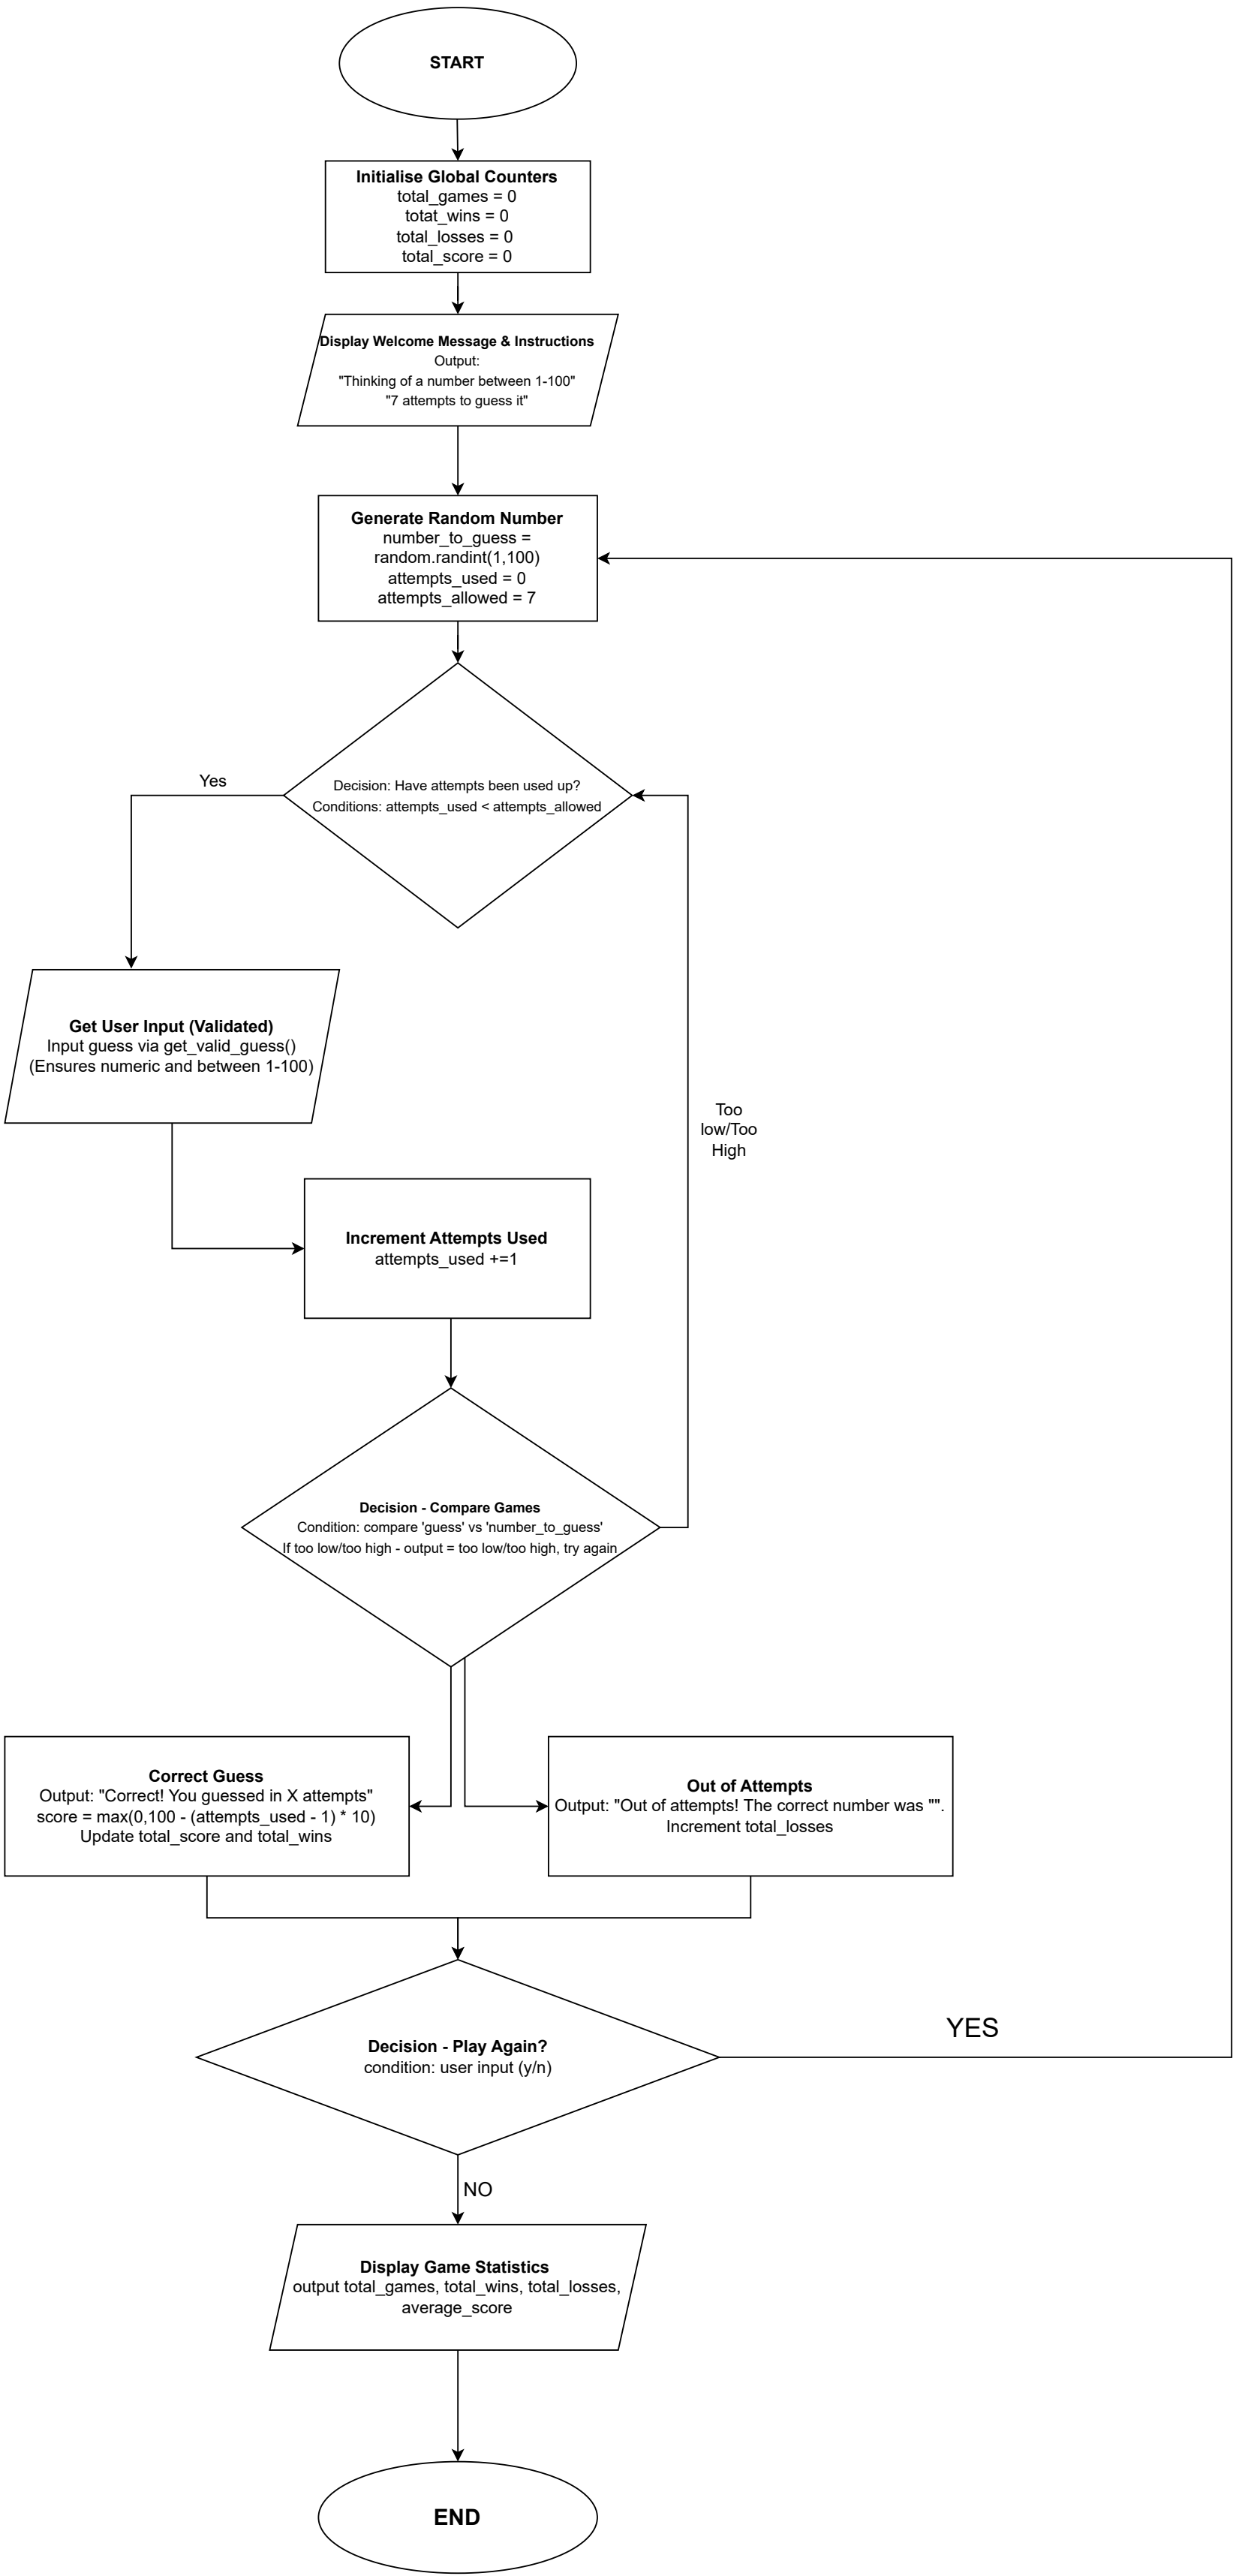 START
Initialise Global Counters
total_games = 0
totat_wins = 0
total_losses = 0
total_score = 0
Display Welcome Message & Instructions
Output:
"Thinking of a number between 1-100"
"7 attempts to guess it"
Generate Random Number
number_to_guess =
random.randint(1,100)
attempts_used = 0
attempts_allowed = 7
Decision: Have attempts been used up?
Conditions: attempts_used < attempts_allowed
Yes
Get User Input (Validated)
Input guess via get_valid_guess()
(Ensures numeric and between 1-100)
Too
low/Too
High
Increment Attempts Used
attempts_used +=1
Decision - Compare Games
Condition: compare 'guess' vs 'number_to_guess'
If too low/too high - output = too low/too high, try again
Correct Guess
Output: "Correct! You guessed in X attempts"
score = max(0,100 - (attempts_used - 1) * 10)
Update total_score and total_wins
Out of Attempts
Output: "Out of attempts! The correct number was "".
Increment total_losses
Decision - Play Again?
condition: user input (y/n)
YES
NO
Display Game Statistics
output total_games, total_wins, total_losses,
average_score
END